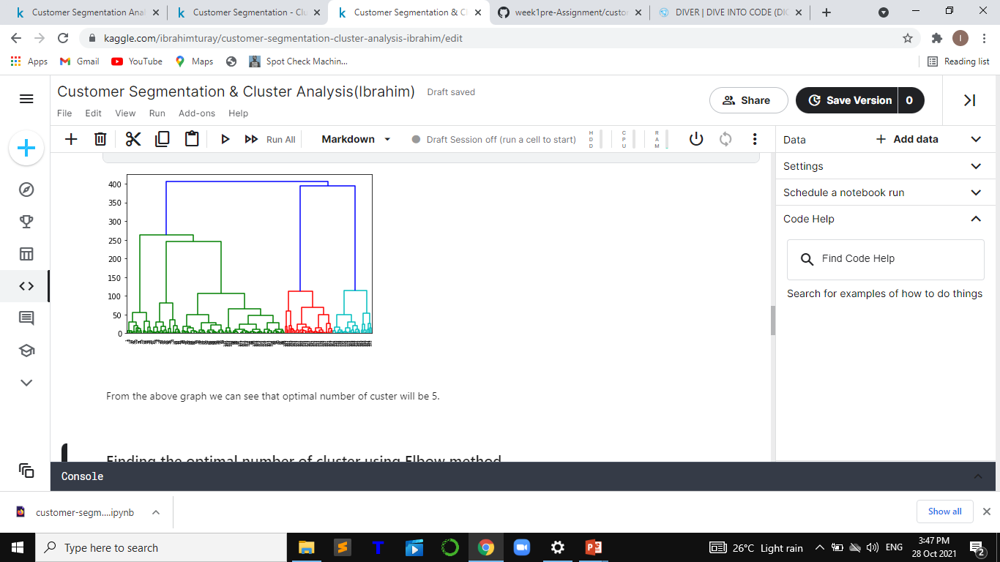 Customer Segmentation Anal
Customer Segmentation - Clu
Customer Segmentation & Cl
week1pre-Assignment/custor
DIVER | DIVE INTO CODE (DIC
kaggle.com/ibrahimturay/customer-segmentation-cluster-analysis-ibrahim/edit
I
Apps
Gmail
YouTube
Maps
Spot Check Machin...
Reading list
Customer Segmentation & Cluster Analysis(Ibrahim)
Draft saved
File Edit View Run Add-ons Help
Share
Save Version
0
Run All
Markdown
Draft Session off (run a cell to start)
HDD
CPU
RAM
Data
Add data
Settings
Schedule a notebook run
Code Help
Find Code Help
Search for examples of how to do things
400
350
300
250
200
150
100
50
0
From the above graph we can see that optimal number of custer will be 5.
Finding the optimal number of cluster using Elbow method
Console
customer-segm....ipynb
Show all
Type here to search
26°C Light rain
ENG
3:47 PM
28 Oct 2021
2